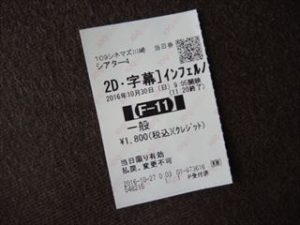 109シネマズ川崎 当日券
シアター4
2D・字幕]インフェルノ
2016年10月30日(日) 9:05開映
(11:20終了)
(F-11)
一般
¥1,800(税込)(クレジット)
当日限り有効
払戻、変更不可